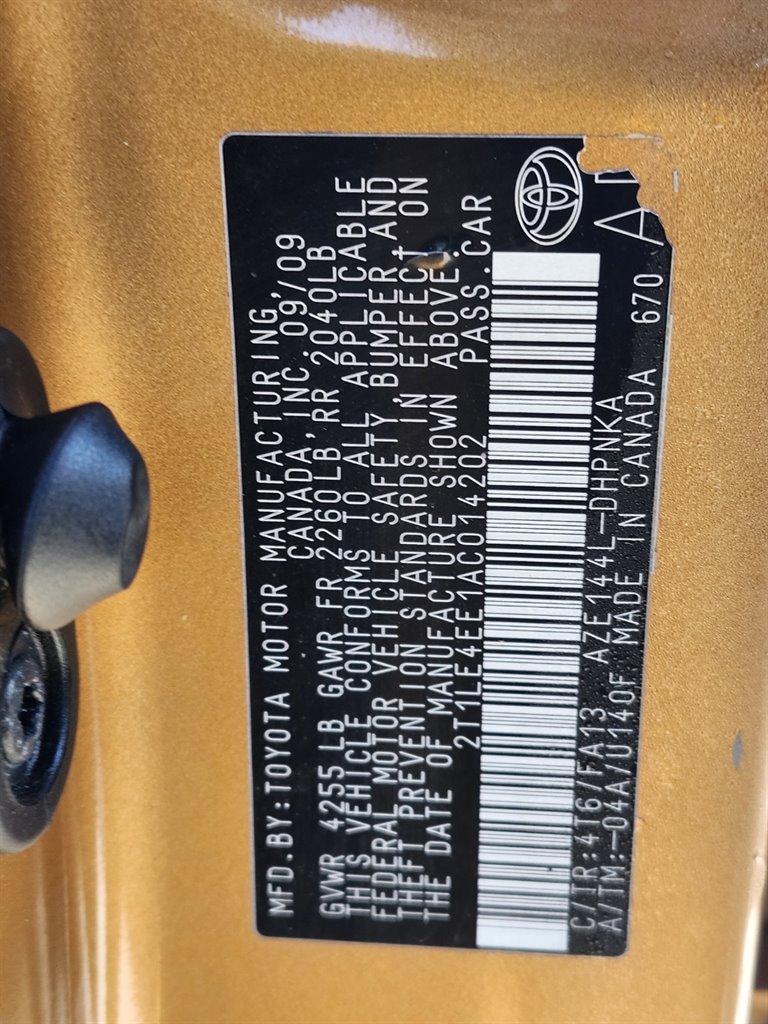 MFD.BY:TOYOTA MOTOR MANUFACTURING,
CANADA, INC. 09/09
GVWR 4255LB GAWR FR 2260LB, RR 2040LB
THIS VEHICLE CONFORMS TO ALL APPLICABLE
FEDERAL MOTOR VEHICLE SAFETY, BUMPER AND
THEFT PREVENTION STANDARDS IN EFFECT ON
THE DATE OF MANUFACTURE SHOWN ABOVE.
2T1LE4EE1AC014202 PASS.CAR
C/TR:4T6/FA13 AZE144L-DHPNKA
A/TM:-04A/U140F MADE IN CANADA 670